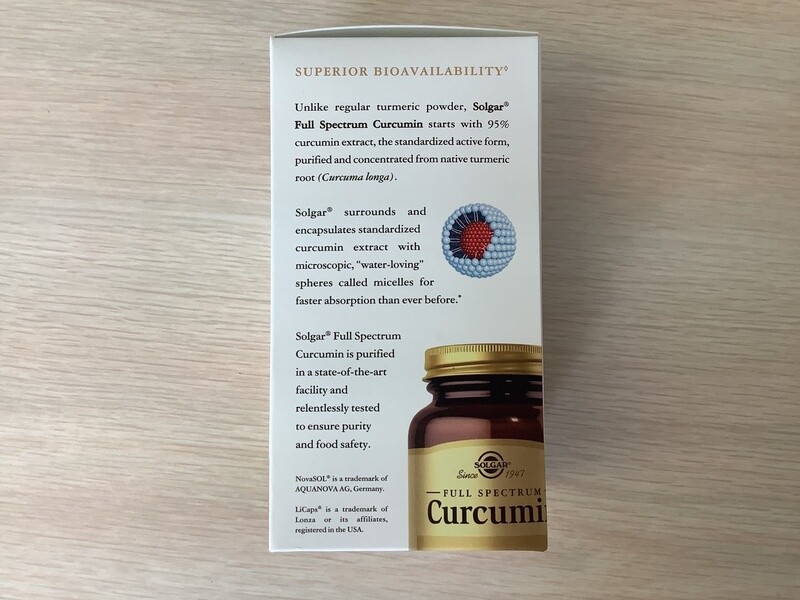 SUPERIOR BIOAVAILABILITY◊
Unlike regular turmeric powder, Solgar®
Full Spectrum Curcumin starts with 95%
curcumin extract, the standardized active form,
purified and concentrated from native turmeric
root (Curcuma longa).
Solgar® surrounds and
encapsulates standardized
curcumin extract with
microscopic, “water-loving”
spheres called micelles for
faster absorption than ever before.*
Solgar® Full Spectrum
Curcumin is purified
in a state-of-the-art
facility and
relentlessly tested
to ensure purity
and food safety.
NovaSOL® is a trademark of
AQUANOVA AG, Germany.
LiCaps® is a trademark of
Lonza or its affiliates,
registered in the USA.
SOLGAR®
Since 1947
FULL SPECTRUM
Curcumi